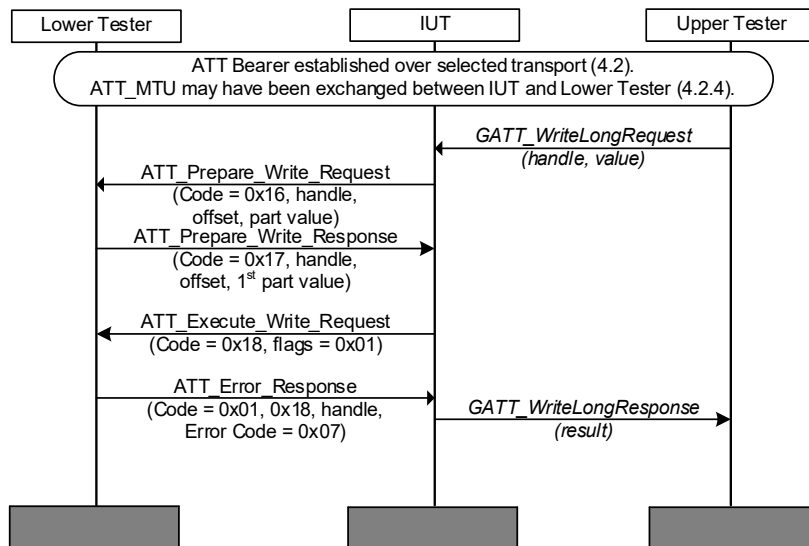 Lower Tester
IUT
Upper Tester
ATT Bearer established over selected transport (4.2).
ATT_MTU may have been exchanged between IUT and Lower Tester (4.2.4).
GATT_WriteLongRequest
(handle, value)
ATT_Prepare_Write_Request
(Code = 0x16, handle,
offset, part value)
ATT_Prepare_Write_Response
(Code = 0x17, handle,
offset, 1st part value)
ATT_Execute_Write_Request
(Code = 0x18, flags = 0x01)
ATT_Error_Response
(Code = 0x01, 0x18, handle,
Error Code = 0x07)
GATT_WriteLongResponse
(result)